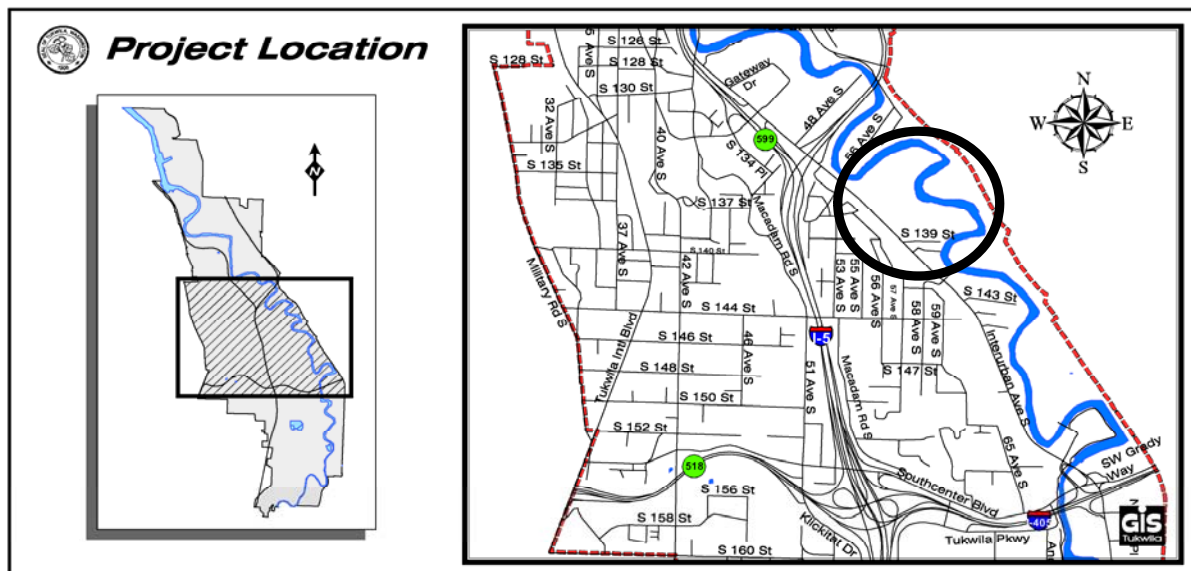 Project Location
N
S 128 St
5 Ave S
S 126 St
S 128 St
S 130 St
Gateway
Dr
48 Ave S
56 Ave S
N
W
E
S
32 Ave S
40 Ave S
599
S 134 Pl
S 135 St
S 137 St
Macadam Rd S
37 Ave S
S 140 St
42 Ave S
S 139 St
Military Rd S
53 Ave S
55 Ave S
56 Ave S
57 Ave S
58 Ave S
59 Ave S
S 143 St
S 144 St
S 146 St
46 Ave S
I-5
Tukwila Intl Blvd
S 148 St
51 Ave S
Macadam Rd S
S 147 St
Interurban Ave S
S 150 St
S 152 St
65 Ave S
SW Grady
Way
518
Southcenter Blvd
S 156 St
S 158 St
Klickitat Dr
I-405
Tukwila Pkwy
S 160 St
GIS
Tukwila